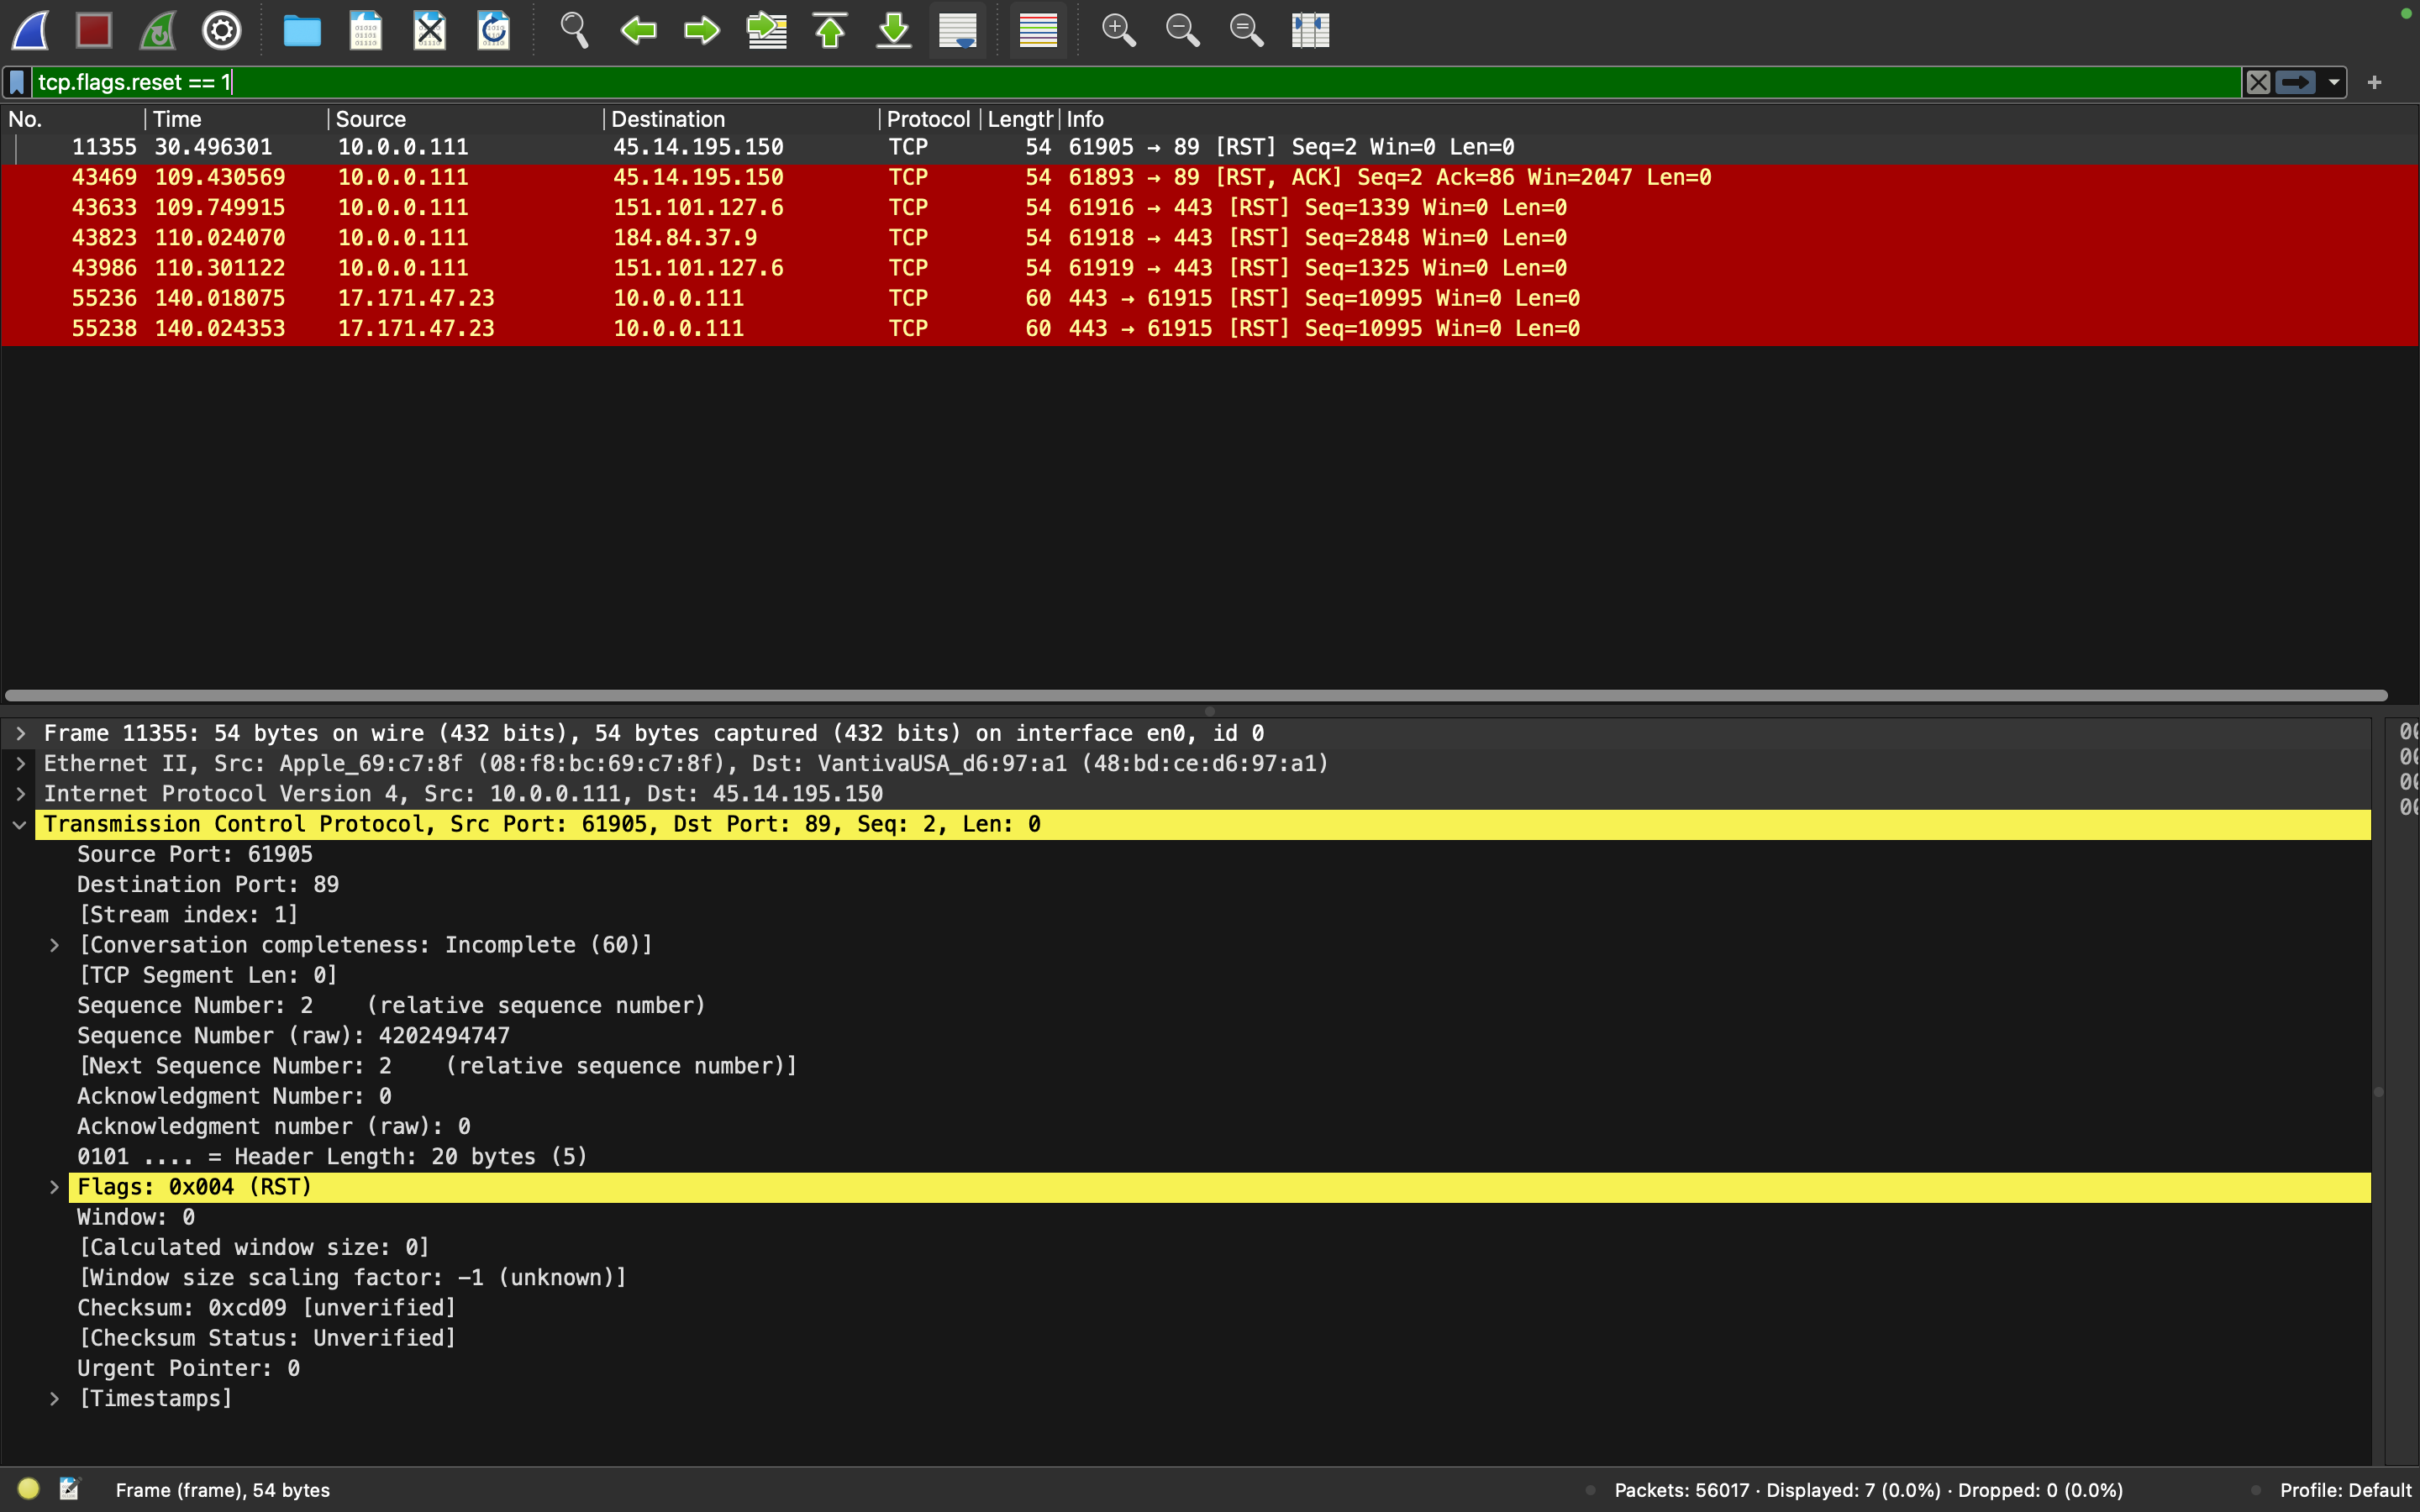 tcp.flags.reset == 1
No. Time Source Destination Protocol Length Info
11355 30.496301 10.0.0.111 45.14.195.150 TCP 54 61905 → 89 [RST] Seq=2 Win=0 Len=0
43469 109.430569 10.0.0.111 45.14.195.150 TCP 54 61893 → 89 [RST, ACK] Seq=2 Ack=86 Win=2047 Len=0
43633 109.749915 10.0.0.111 151.101.127.6 TCP 54 61916 → 443 [RST] Seq=1339 Win=0 Len=0
43823 110.024070 10.0.0.111 184.84.37.9 TCP 54 61918 → 443 [RST] Seq=2848 Win=0 Len=0
43986 110.301122 10.0.0.111 151.101.127.6 TCP 54 61919 → 443 [RST] Seq=1325 Win=0 Len=0
55236 140.018075 17.171.47.23 10.0.0.111 TCP 60 443 → 61915 [RST] Seq=10995 Win=0 Len=0
55238 140.024353 17.171.47.23 10.0.0.111 TCP 60 443 → 61915 [RST] Seq=10995 Win=0 Len=0
Frame 11355: 54 bytes on wire (432 bits), 54 bytes captured (432 bits) on interface en0, id 0
Ethernet II, Src: Apple_69:c7:8f (08:f8:bc:69:c7:8f), Dst: VantivaUSA_d6:97:a1 (48:bd:ce:d6:97:a1)
Internet Protocol Version 4, Src: 10.0.0.111, Dst: 45.14.195.150
Transmission Control Protocol, Src Port: 61905, Dst Port: 89, Seq: 2, Len: 0
Source Port: 61905
Destination Port: 89
[Stream index: 1]
[Conversation completeness: Incomplete (60)]
[TCP Segment Len: 0]
Sequence Number: 2 (relative sequence number)
Sequence Number (raw): 4202494747
[Next Sequence Number: 2 (relative sequence number)]
Acknowledgment Number: 0
Acknowledgment number (raw): 0
0101 .... = Header Length: 20 bytes (5)
Flags: 0x004 (RST)
Window: 0
[Calculated window size: 0]
[Window size scaling factor: -1 (unknown)]
Checksum: 0xcd09 [unverified]
[Checksum Status: Unverified]
Urgent Pointer: 0
[Timestamps]
Frame (frame), 54 bytes
Packets: 56017 · Displayed: 7 (0.0%) · Dropped: 0 (0.0%)
Profile: Default